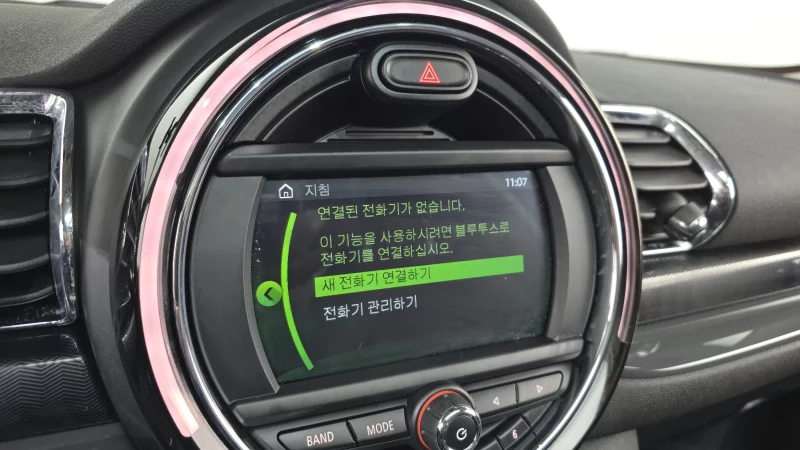 지침
11:07
연결된 전화기가 없습니다.
이 기능을 사용하시려면 블루투스로
전화기를 연결하십시오.
새 전화기 연결하기
전화기 관리하기
BAND
MODE
6